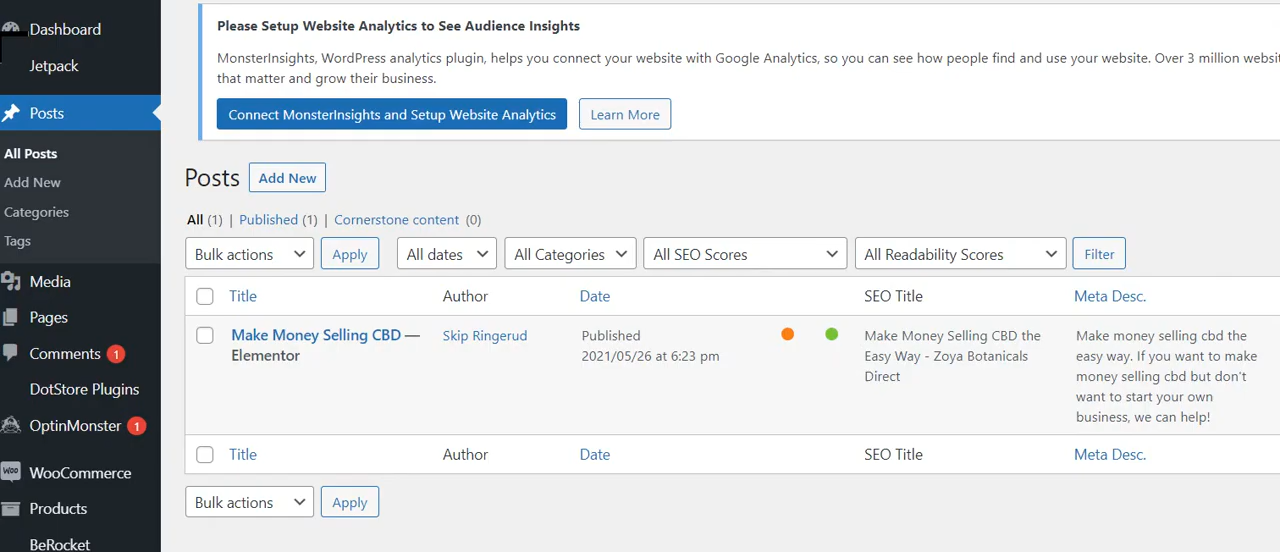 Dashboard
Jetpack
Posts
All Posts
Add New
Categories
Tags
Media
Pages
Comments 1
DotStore Plugins
OptinMonster 1
Woo WooCommerce
Products
BeRocket
Please Setup Website Analytics to See Audience Insights
MonsterInsights, WordPress analytics plugin, helps you connect your website with Google Analytics, so you can see how people find and use your website. Over 3 million
that matter and grow their business.
Connect MonsterInsights and Setup Website Analytics Learn More
Posts Add New
All (1) | Published (1) | Cornerstone content (0)
Bulk actions Apply All dates All Categories All SEO Scores All Readability Scores Filter
Title Author Date SEO Title Meta Desc.
Make Money Selling CBD — Skip Ringerud Published Make Money Selling CBD the Make money selling cbd the
Elementor 2021/05/26 at 6:23 pm Easy Way - Zoya Botanicals easy way. If you want to make
Direct money selling cbd but don't
want to start your own
business, we can help!
Title Author Date SEO Title Meta Desc.
Bulk actions Apply